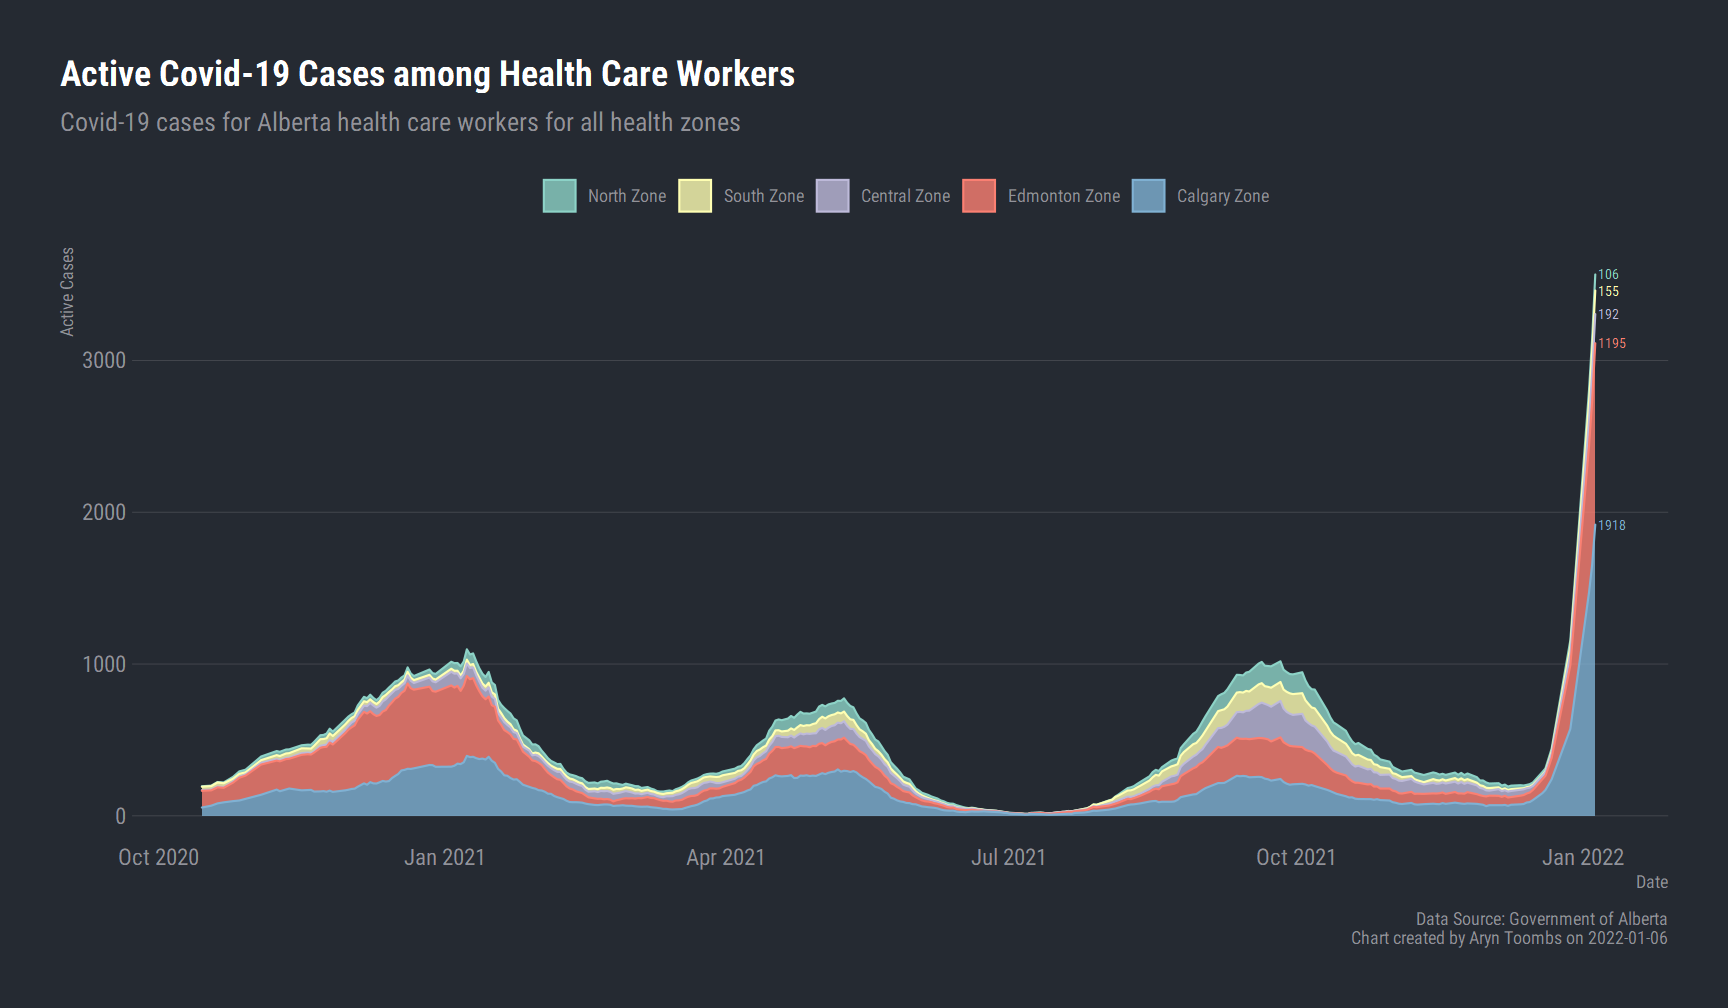 Active Covid-19 Cases among Health Care Workers
Covid-19 cases for Alberta health care workers for all health zones
North Zone South Zone Central Zone Edmonton Zone Calgary Zone
Active Cases
106
155
192
1195
1918
3000
2000
1000
0
Oct 2020 Jan 2021 Apr 2021 Jul 2021 Oct 2021 Jan 2022
Date
Data Source: Government of Alberta
Chart created by Aryn Toombs on 2022-01-06